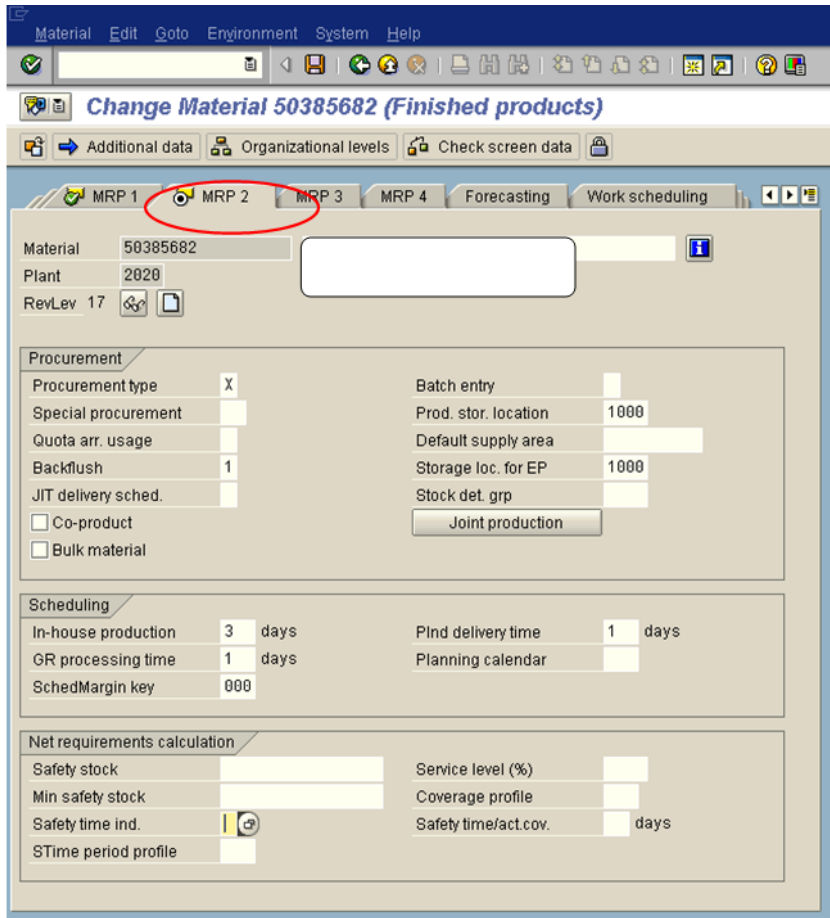 Material Edit Goto Environment System Help
Change Material 50385682 (Finished products)
Additional data Organizational levels Check screen data
MRP 1 MRP 2 MRP 3 MRP 4 Forecasting Work scheduling
Material 50385682
Plant 2020
RevLev 17
Procurement
Procurement type X Batch entry
Special procurement Prod. stor. location 1000
Quota arr. usage Default supply area
Backflush 1 Storage loc. for EP 1000
JIT delivery sched. Stock det. grp
Co-product Joint production
Bulk material
Scheduling
In-house production 3 days Plnd delivery time 1 days
GR processing time 1 days Planning calendar
SchedMargin key 000
Net requirements calculation
Safety stock Service level (%)
Min safety stock Coverage profile
Safety time ind. Safety time/act.cov. days
STime period profile